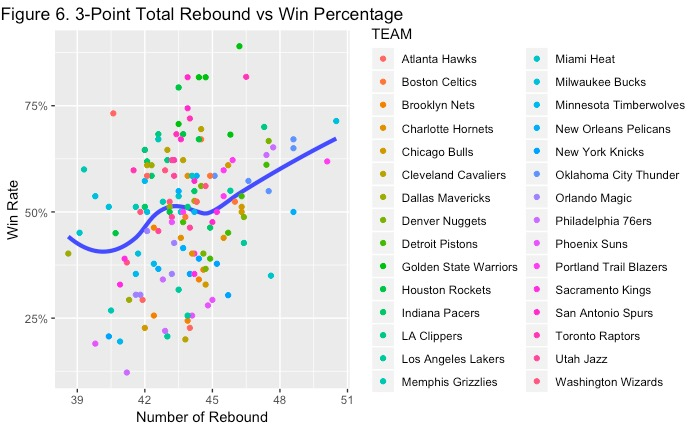 Figure 6. 3-Point Total Rebound vs Win Percentage
TEAM
Atlanta Hawks
Boston Celtics
Brooklyn Nets
Charlotte Hornets
Chicago Bulls
Cleveland Cavaliers
Dallas Mavericks
Denver Nuggets
Detroit Pistons
Golden State Warriors
Houston Rockets
Indiana Pacers
LA Clippers
Los Angeles Lakers
Memphis Grizzlies
Miami Heat
Milwaukee Bucks
Minnesota Timberwolves
New Orleans Pelicans
New York Knicks
Oklahoma City Thunder
Orlando Magic
Philadelphia 76ers
Phoenix Suns
Portland Trail Blazers
Sacramento Kings
San Antonio Spurs
Toronto Raptors
Utah Jazz
Washington Wizards
Win Rate
75%
50%
25%
39 42 45 48 51
Number of Rebound